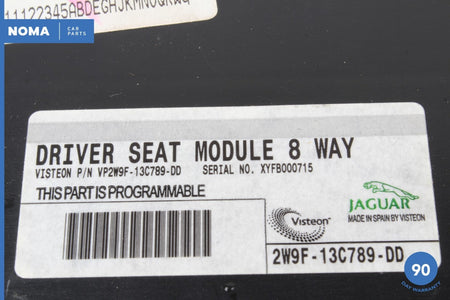 11122345ABDEGHJKMN
NOMA CAR PARTS
DRIVER SEAT MODULE 8 WAY
VISTEON P/N VP2W9F-13C789-DD SERIAL NO. XYFB000715
THIS PART IS PROGRAMMABLE
Visteon
JAGUAR
MADE IN SPAIN BY VISTEON
2W9F-13C789-DD
90
DAY WARRANTY